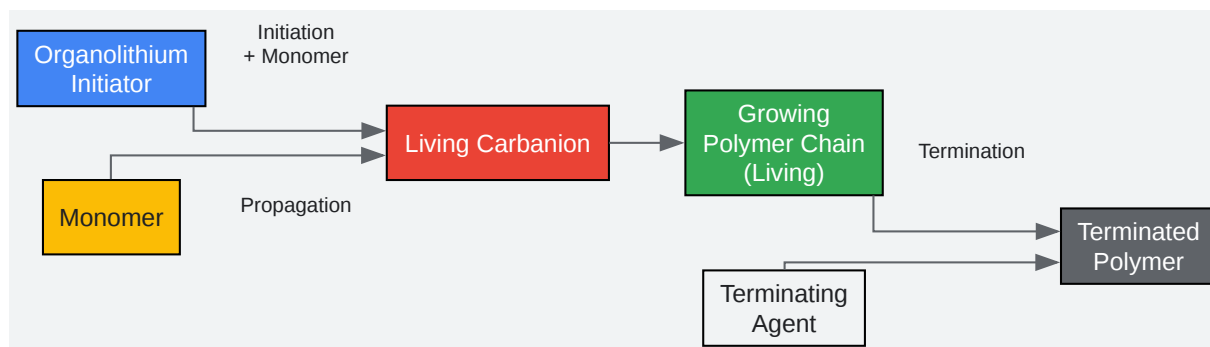 Organolithium
Initiator
Initiation
+ Monomer
Monomer
Propagation
Living Carbanion
Growing
Polymer Chain
(Living)
Termination
Terminating
Agent
Terminated
Polymer